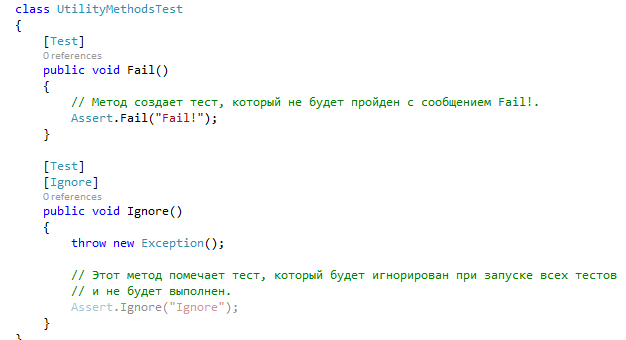 class UtilityMethodsTest
{
[Test]
0 references
public void Fail()
{
// Метод создает тест, который не будет пройден с сообщением Fail!.
Assert.Fail("Fail!");
}
[Test]
[Ignore]
0 references
public void Ignore()
{
throw new Exception();
// Этот метод помечает тест, который будет игнорирован при запуске всех тестов
// и не будет выполнен.
Assert.Ignore("Ignore");
}
}